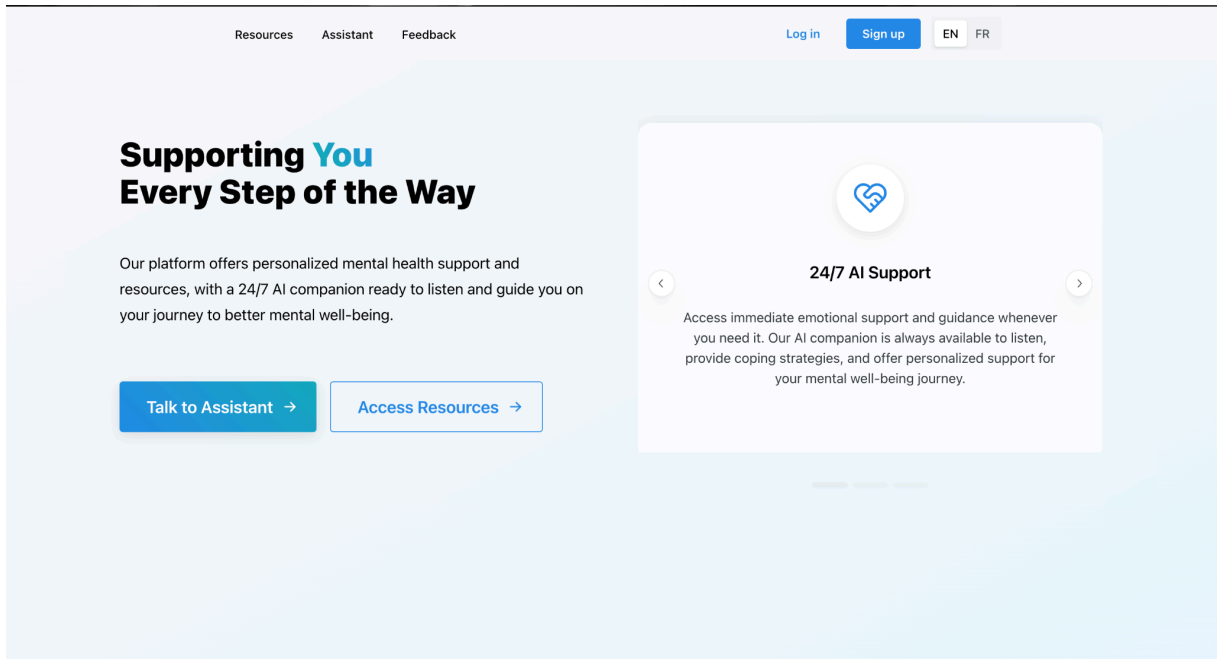 Resources Assistant Feedback Log in Sign up EN FR
Supporting You
Every Step of the Way
Our platform offers personalized mental health support and
resources, with a 24/7 AI companion ready to listen and guide you on
your journey to better mental well-being.
Talk to Assistant → Access Resources →
24/7 AI Support
Access immediate emotional support and guidance whenever
you need it. Our AI companion is always available to listen,
provide coping strategies, and offer personalized support for
your mental well-being journey.